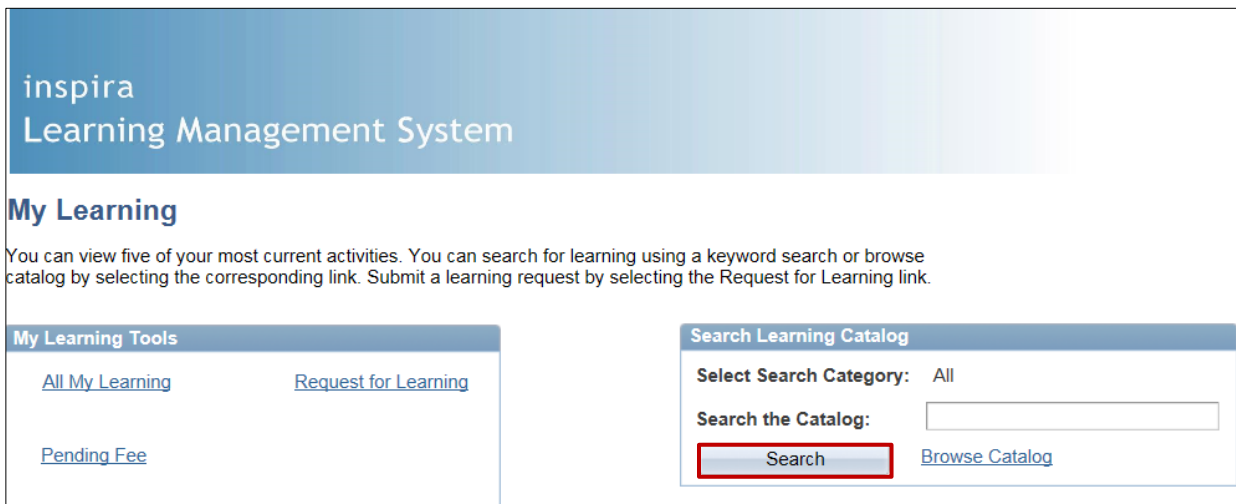 inspira
Learning Management System
My Learning
You can view five of your most current activities. You can search for learning using a keyword search or browse
catalog by selecting the corresponding link. Submit a learning request by selecting the Request for Learning link.
My Learning Tools
All My Learning Request for Learning
Pending Fee
Search Learning Catalog
Select Search Category: All
Search the Catalog:
Search Browse Catalog